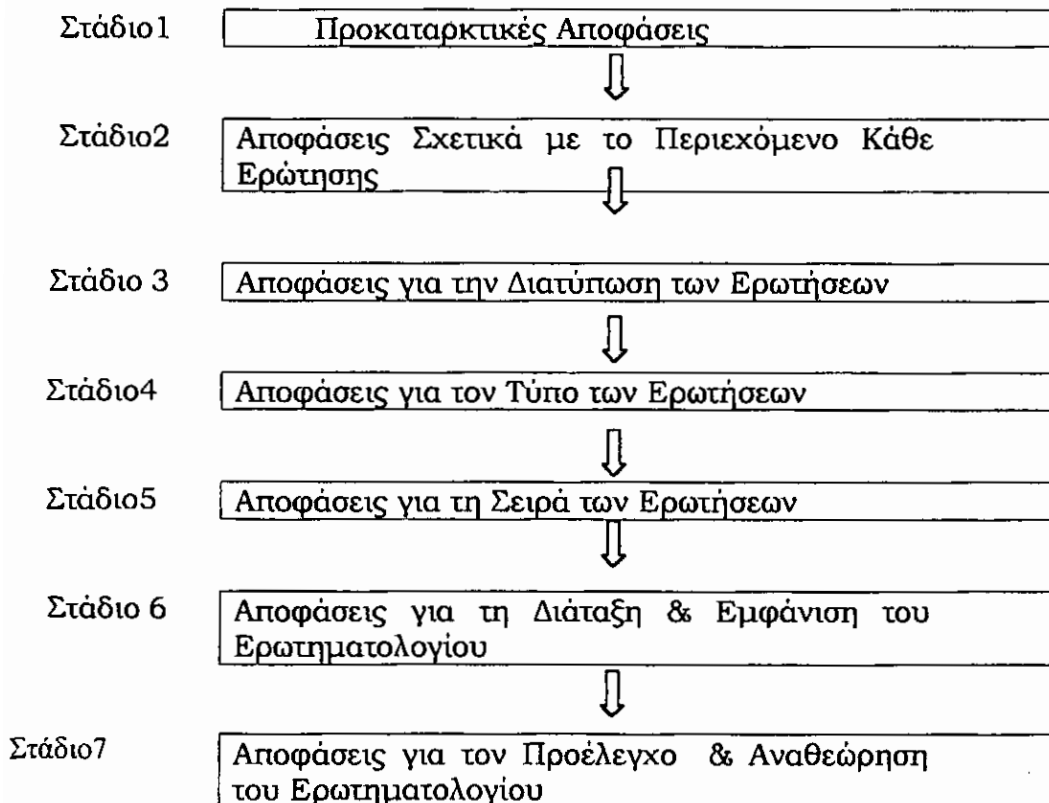 Στάδιο1 Προκαταρκτικές Αποφάσεις
Στάδιο2 Αποφάσεις Σχετικά με το Περιεχόμενο Κάθε
Ερώτησης
Στάδιο 3 Αποφάσεις για την Διατύπωση των Ερωτήσεων
Στάδιο4 Αποφάσεις για τον Τύπο των Ερωτήσεων
Στάδιο5 Αποφάσεις για τη Σειρά των Ερωτήσεων
Στάδιο 6 Αποφάσεις για τη Διάταξη & Εμφάνιση του
Ερωτηματολογίου
Στάδιο7 Αποφάσεις για τον Προέλεγχο & Αναθεώρηση
του Ερωτηματολογίου